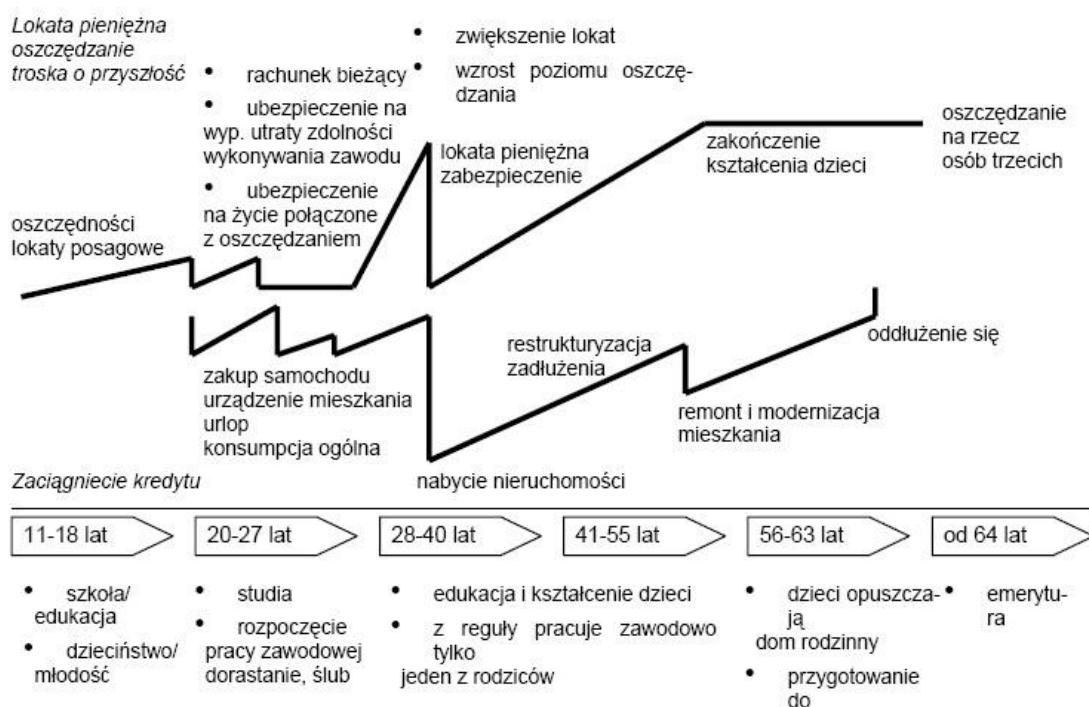 Lokata pieniężna
oszczędzanie
troska o przyszłość
• rachunek bieżący
• ubezpieczenie na
wyp. utraty zdolności
wykonywania zawodu
• ubezpieczenie
na życie połączone
z oszczędzaniem
• zwiększenie lokat
• wzrost poziomu oszczę-
dzania
oszczędności
lokaty posagowe
lokata pieniężna
zabezpieczenie
zakończenie
kształcenia dzieci
oszczędzanie
na rzecz
osób trzecich
zakup samochodu
urządzenie mieszkania
urlop
konsumpcja ogólna
restrukturyzacja
zadłużenia
oddłużenie się
remont i modernizacja
mieszkania
Zaciągniecie kredytu
nabycie nieruchomości
11-18 lat
20-27 lat
28-40 lat
41-55 lat
56-63 lat
od 64 lat
• szkoła/
edukacja
• dzieciństwo/
młodość
• studia
• rozpoczęcie
pracy zawodowej
dorastanie, ślub
• edukacja i kształcenie dzieci
• z reguły pracuje zawodowo
tylko
jeden z rodziców
• dzieci opuszcza-
ją
dom rodzinny
• przygotowanie
do
• emerytu-
ra